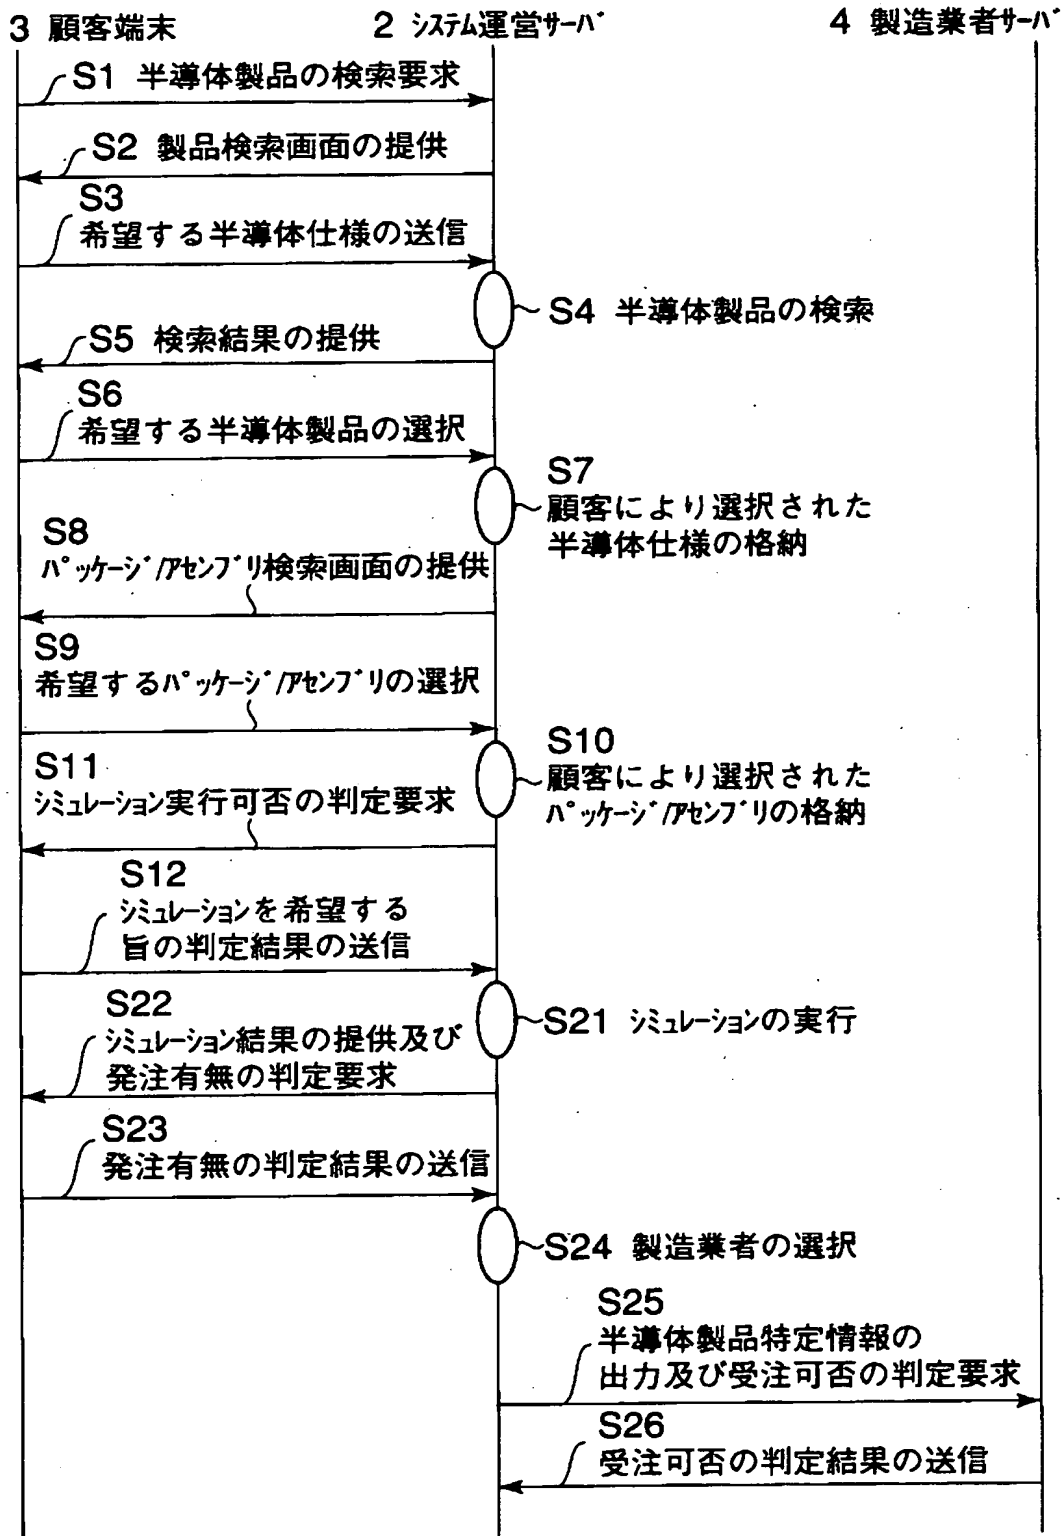 3 顧客端末
2 システム運営サーバ
4 製造業者サーバ
S1 半導体製品の検索要求
S2 製品検索画面の提供
S3
希望する半導体仕様の送信
S4 半導体製品の検索
S5 検索結果の提供
S6
希望する半導体製品の選択
S7
顧客により選択された
半導体仕様の格納
S8
パッケージ/アセンブリ検索画面の提供
S9
希望するパッケージ/アセンブリの選択
S10
顧客により選択された
パッケージ/アセンブリの格納
S11
シミュレーション実行可否の判定要求
S12
シミュレーションを希望する
旨の判定結果の送信
S21 シミュレーションの実行
S22
シミュレーション結果の提供及び
発注有無の判定要求
S23
発注有無の判定結果の送信
S24 製造業者の選択
S25
半導体製品特定情報の
出力及び受注可否の判定要求
S26
受注可否の判定結果の送信